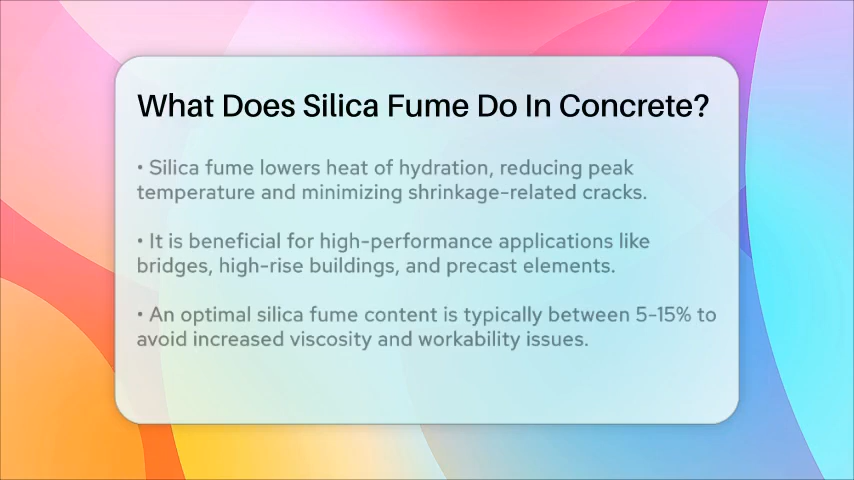 What Does Silica Fume Do In Concrete?
• Silica fume lowers heat of hydration, reducing peak
temperature and minimizing shrinkage-related cracks.
• It is beneficial for high-performance applications like
bridges, high-rise buildings, and precast elements.
• An optimal silica fume content is typically between 5-15% to
avoid increased viscosity and workability issues.